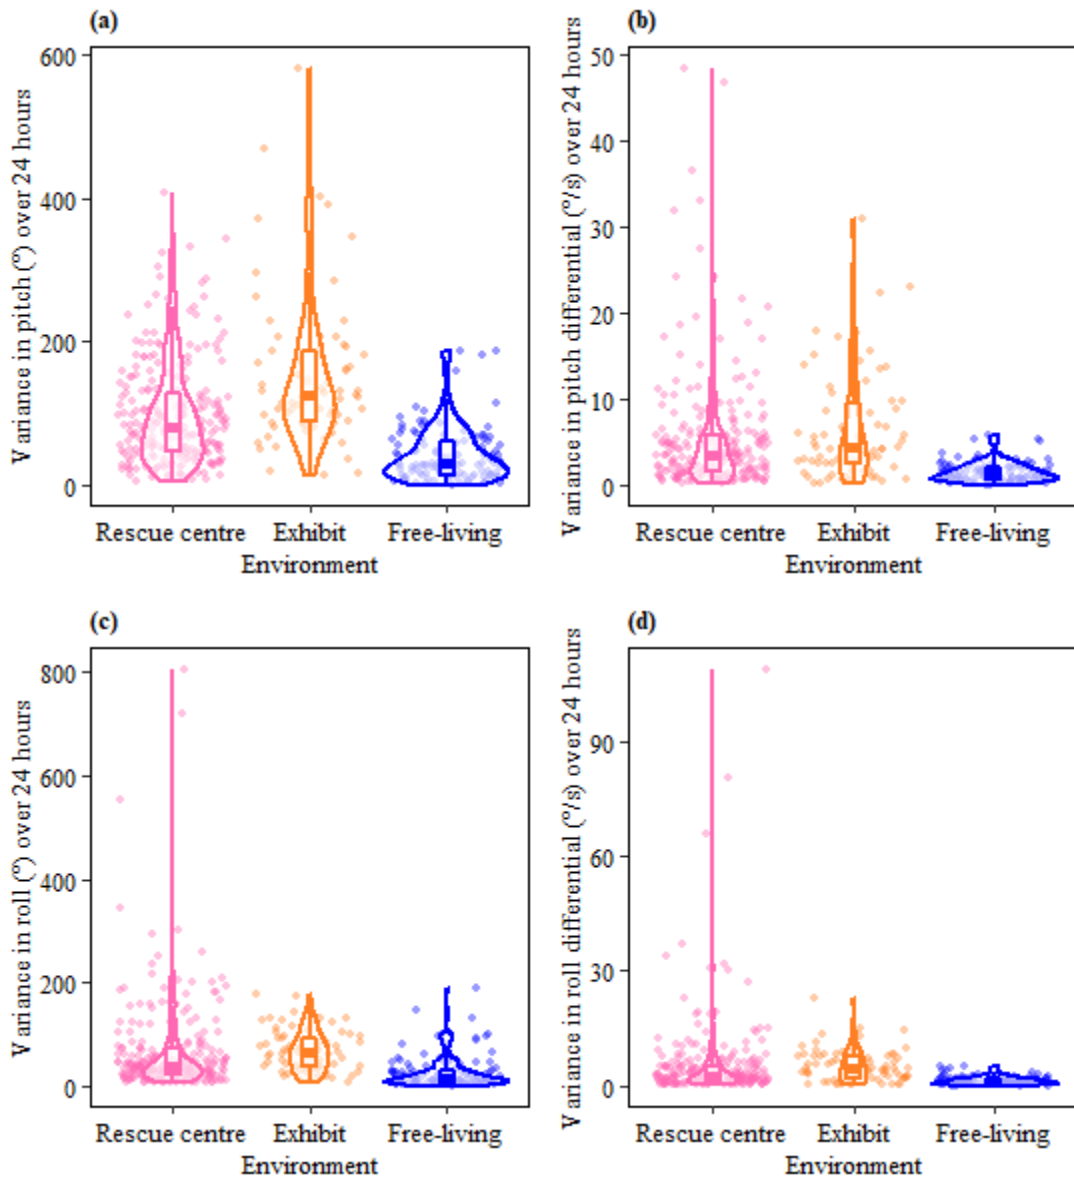 (a)
Variance in pitch (°) over 24 hours
600
400
200
0
Rescue centre Exhibit Free-living
Environment
(b)
Variance in pitch differential (°/s) over 24 hours
50
40
30
20
10
0
Rescue centre Exhibit Free-living
Environment
(c)
Variance in roll (°) over 24 hours
800
600
400
200
0
Rescue centre Exhibit Free-living
Environment
(d)
Variance in roll differential (°/s) over 24 hours
90
60
30
0
Rescue centre Exhibit Free-living
Environment